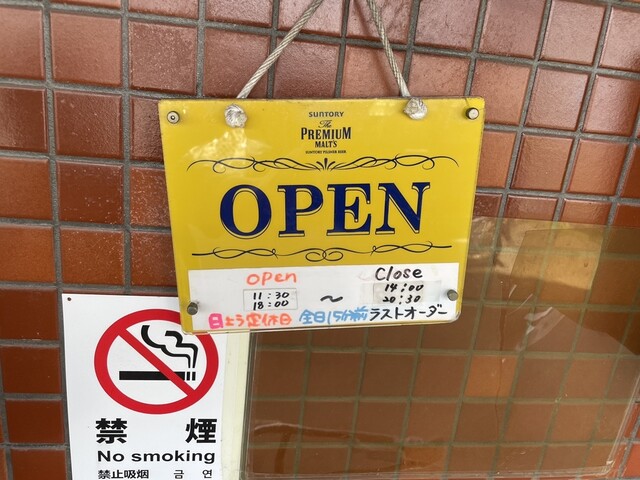 SUNTORY
The
PREMIUM
MALT'S
SUNTORY PILSNER BEER
OPEN
open
close
11:30
18:00
～
14:00
20:30
日よう定休日 全日15分前ラストオーダー
禁煙
No smoking
禁止吸烟 금연